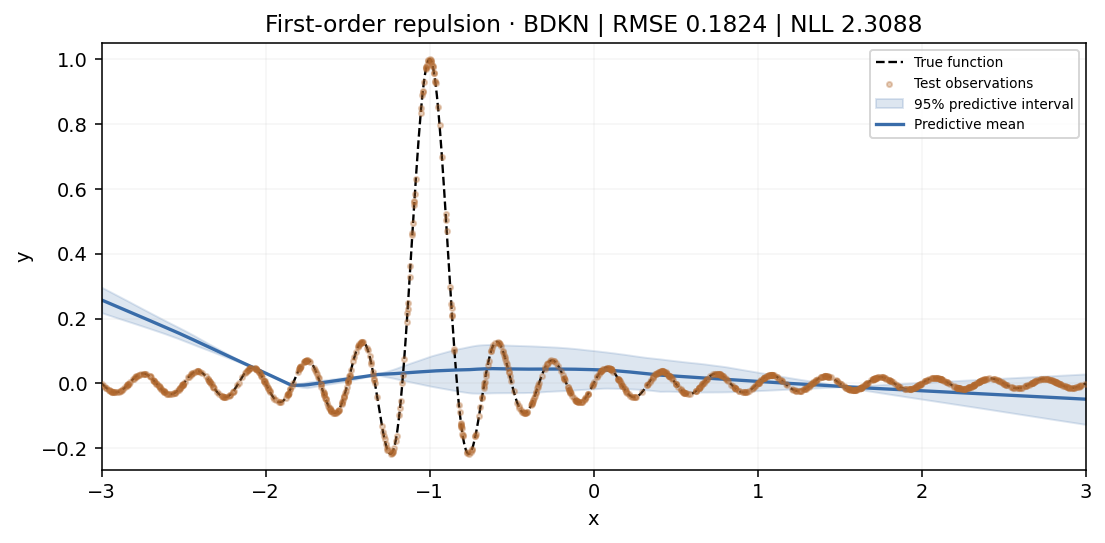 First-order repulsion · BDKN | RMSE 0.1824 | NLL 2.3088
True function
Test observations
95% predictive interval
Predictive mean
y
1.0
0.8
0.6
0.4
0.2
0.0
−0.2
−3 −2 −1 0 1 2 3
x